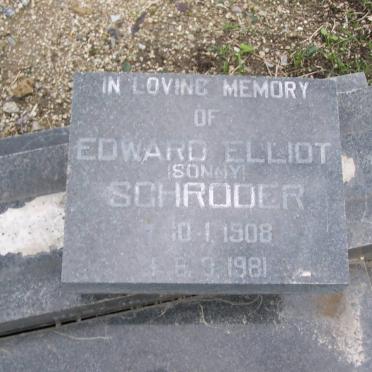 IN LOVING MEMORY
OF
EDWARD ELLIOT
(SONNY)
SCHRODER
10.1.1908
6.9.1981